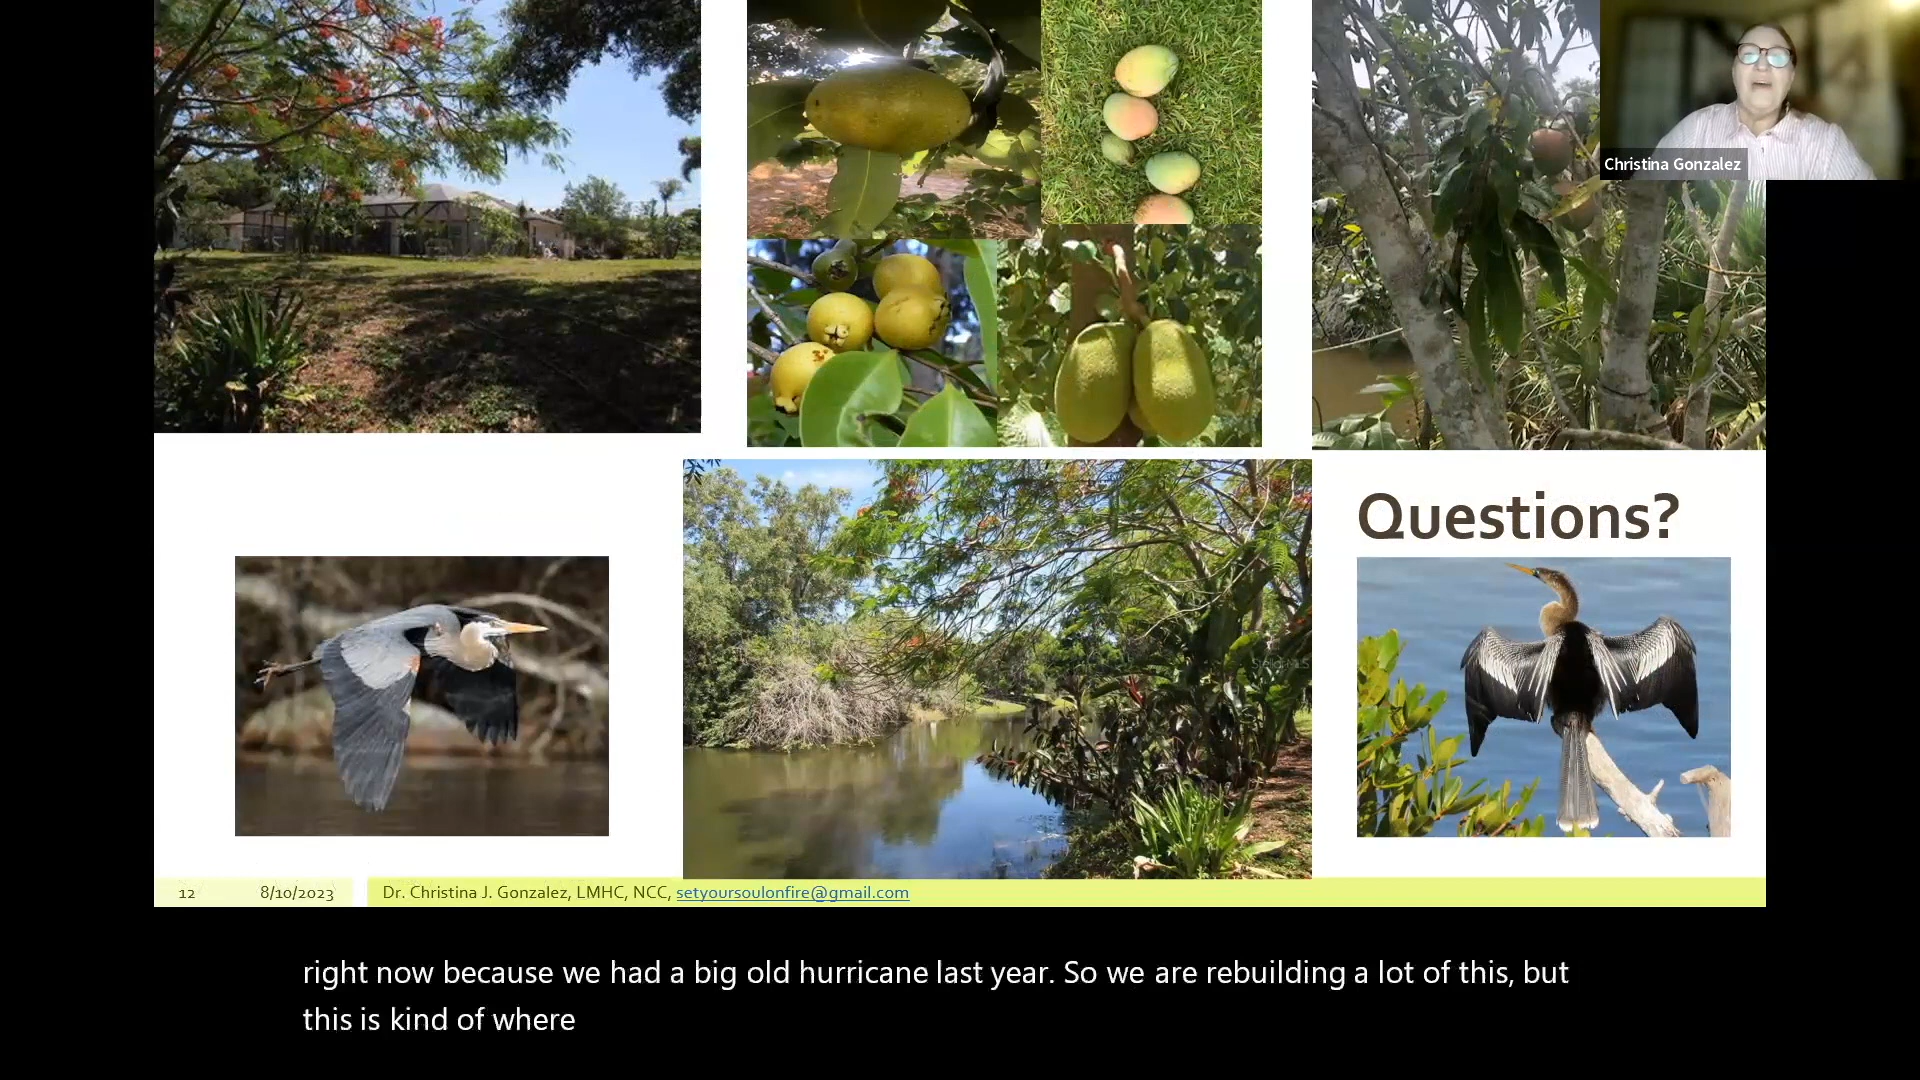 Christina Gonzalez
Questions?
12
8/10/2023
Dr. Christina J. Gonzalez, LMHC, NCC, setyoursoulonfire@gmail.com
right now because we had a big old hurricane last year. So we are rebuilding a lot of this, but
this is kind of where